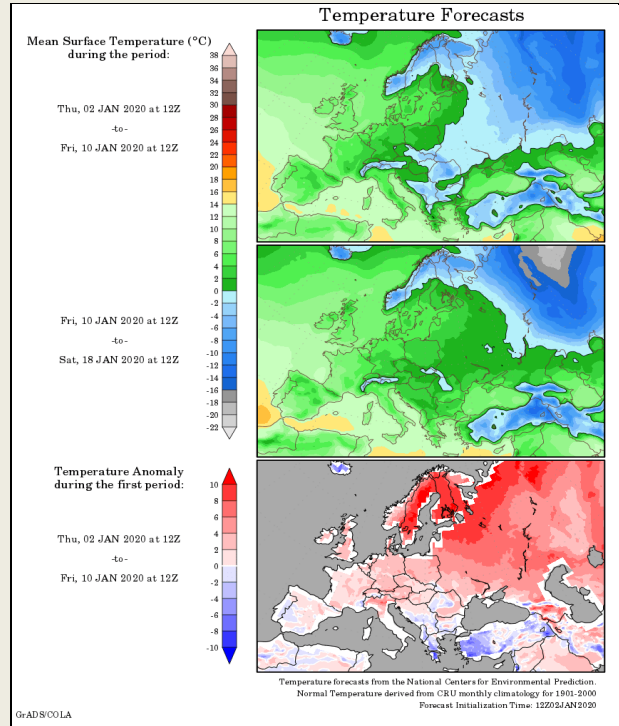 Temperature Forecasts
Mean Surface Temperature (°C)
during the period:
Thu, 02 JAN 2020 at 12Z
-to-
Fri, 10 JAN 2020 at 12Z
38
36
34
32
30
28
26
24
22
20
18
16
14
12
10
8
6
4
2
0
-2
-4
-6
-8
-10
-12
-14
-16
-18
-20
-22
Fri, 10 JAN 2020 at 12Z
-to-
Sat, 18 JAN 2020 at 12Z
Temperature Anomaly
during the first period:
Thu, 02 JAN 2020 at 12Z
-to-
Fri, 10 JAN 2020 at 12Z
10
8
6
4
2
0
-2
-4
-6
-8
-10
Temperature forecasts from the National Centers for Environmental Prediction.
Normal Temperature derived from CRU monthly climatology for 1901-2000
Forecast Initialization Time: 12Z02JAN2020
GrADS/COLA